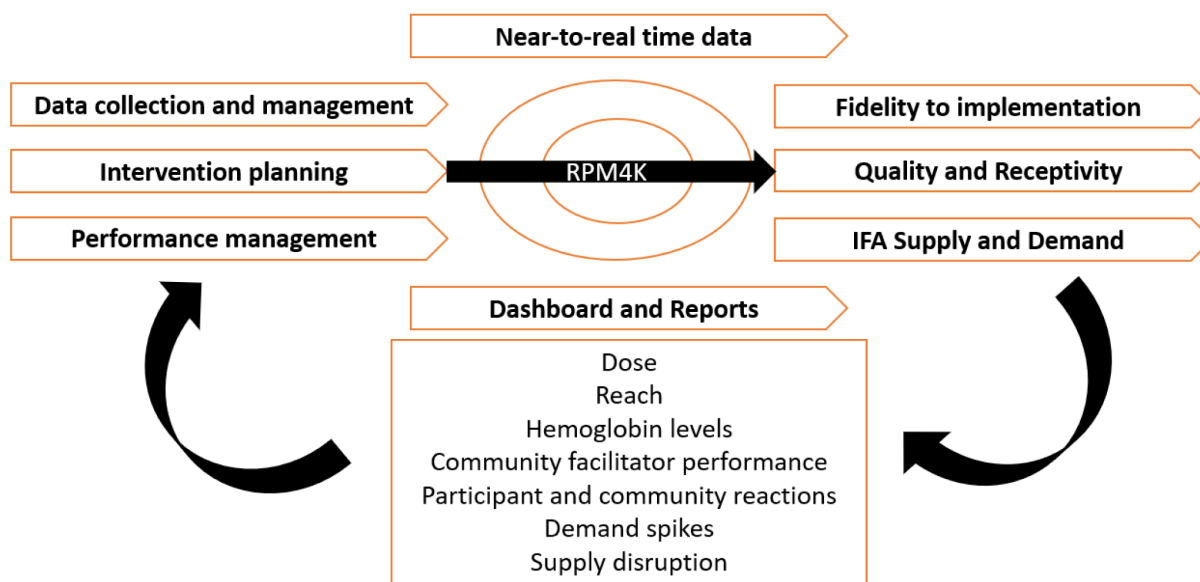 Near-to-real time data
Data collection and management
Intervention planning
Performance management
RPM4K
Fidelity to implementation
Quality and Receptivity
IFA Supply and Demand
Dashboard and Reports
Dose
Reach
Hemoglobin levels
Community facilitator performance
Participant and community reactions
Demand spikes
Supply disruption